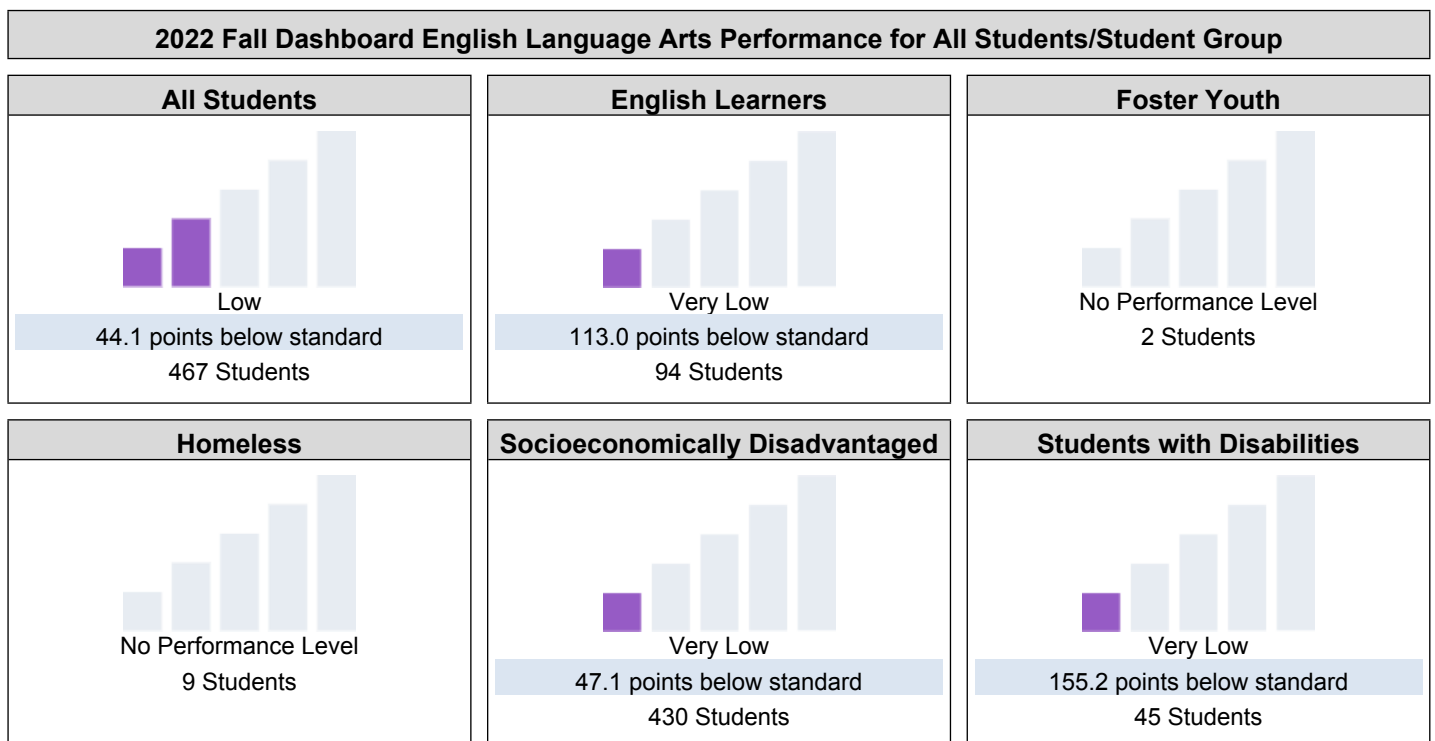 2022 Fall Dashboard English Language Arts Performance for All Students/Student Group
All Students
Low
44.1 points below standard
467 Students
English Learners
Very Low
113.0 points below standard
94 Students
Foster Youth
No Performance Level
2 Students
Homeless
No Performance Level
9 Students
Socioeconomically Disadvantaged
Very Low
47.1 points below standard
430 Students
Students with Disabilities
Very Low
155.2 points below standard
45 Students